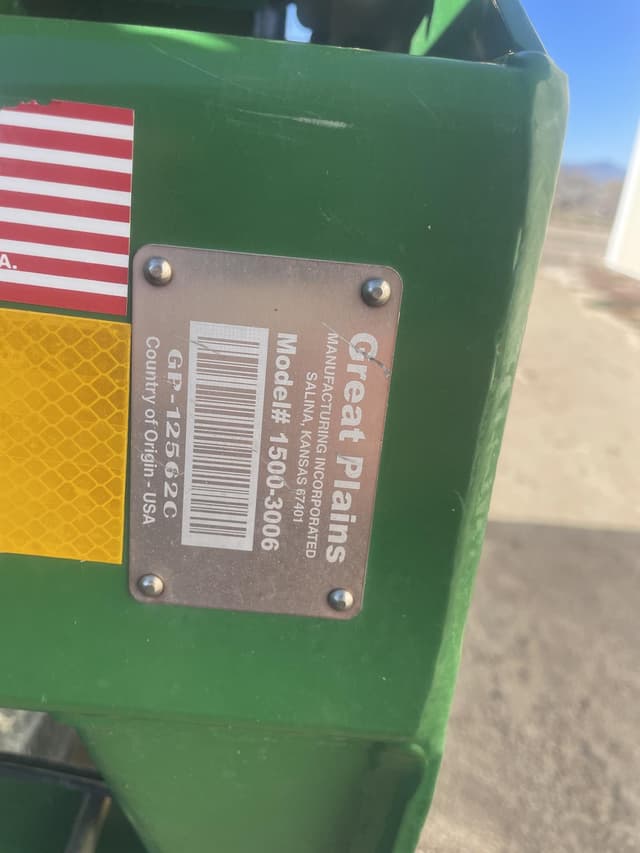 A.
Great Plains
MANUFACTURING INCORPORATED
SALINA, KANSAS 67401
Model# 1500-3006
GP-12562C
Country of Origin - USA